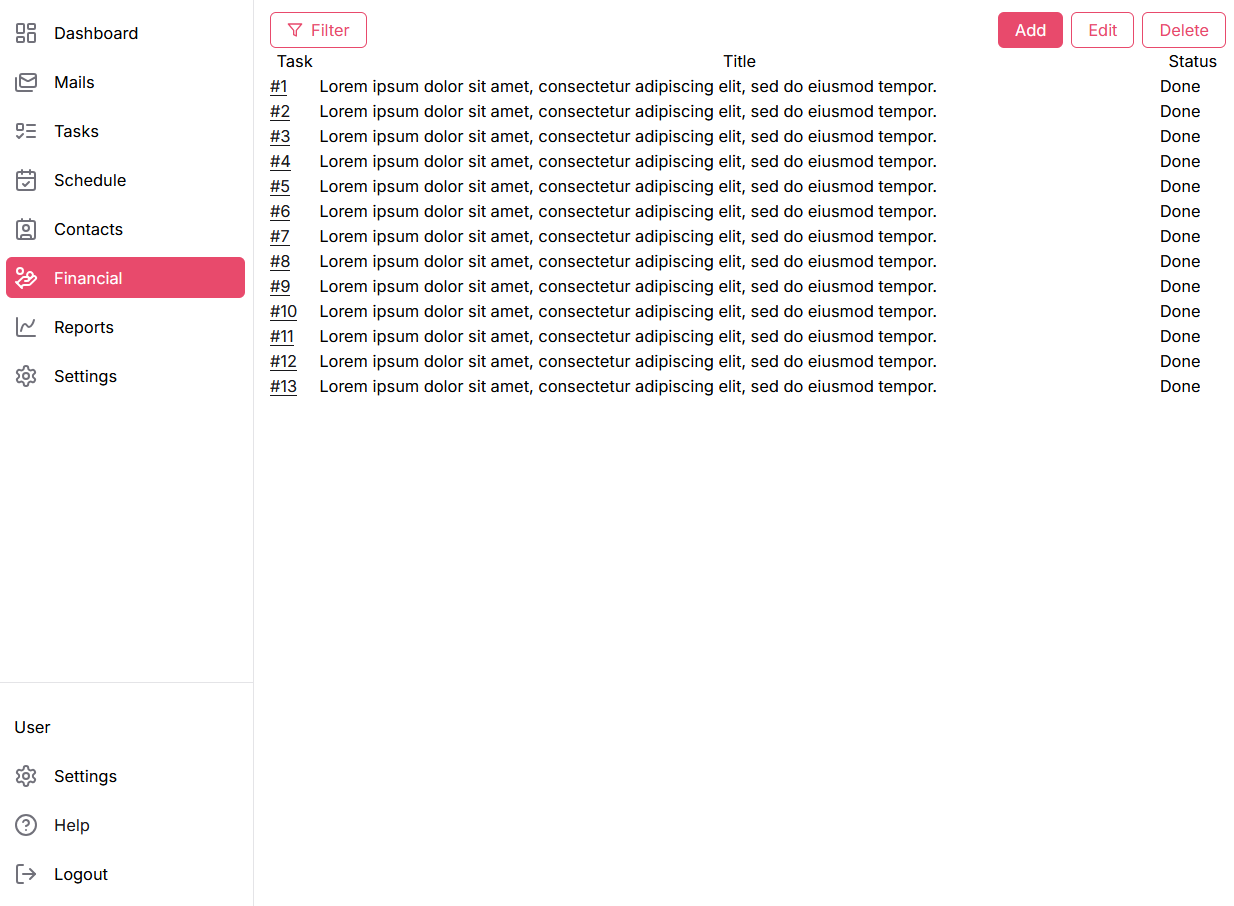 Dashboard
Mails
Tasks
Schedule
Contacts
Financial
Reports
Settings
User
Settings
Help
Logout
Filter Add Edit Delete
Task Title Status
#1 Lorem ipsum dolor sit amet, consectetur adipiscing elit, sed do eiusmod tempor. Done
#2 Lorem ipsum dolor sit amet, consectetur adipiscing elit, sed do eiusmod tempor. Done
#3 Lorem ipsum dolor sit amet, consectetur adipiscing elit, sed do eiusmod tempor. Done
#4 Lorem ipsum dolor sit amet, consectetur adipiscing elit, sed do eiusmod tempor. Done
#5 Lorem ipsum dolor sit amet, consectetur adipiscing elit, sed do eiusmod tempor. Done
#6 Lorem ipsum dolor sit amet, consectetur adipiscing elit, sed do eiusmod tempor. Done
#7 Lorem ipsum dolor sit amet, consectetur adipiscing elit, sed do eiusmod tempor. Done
#8 Lorem ipsum dolor sit amet, consectetur adipiscing elit, sed do eiusmod tempor. Done
#9 Lorem ipsum dolor sit amet, consectetur adipiscing elit, sed do eiusmod tempor. Done
#10 Lorem ipsum dolor sit amet, consectetur adipiscing elit, sed do eiusmod tempor. Done
#11 Lorem ipsum dolor sit amet, consectetur adipiscing elit, sed do eiusmod tempor. Done
#12 Lorem ipsum dolor sit amet, consectetur adipiscing elit, sed do eiusmod tempor. Done
#13 Lorem ipsum dolor sit amet, consectetur adipiscing elit, sed do eiusmod tempor. Done